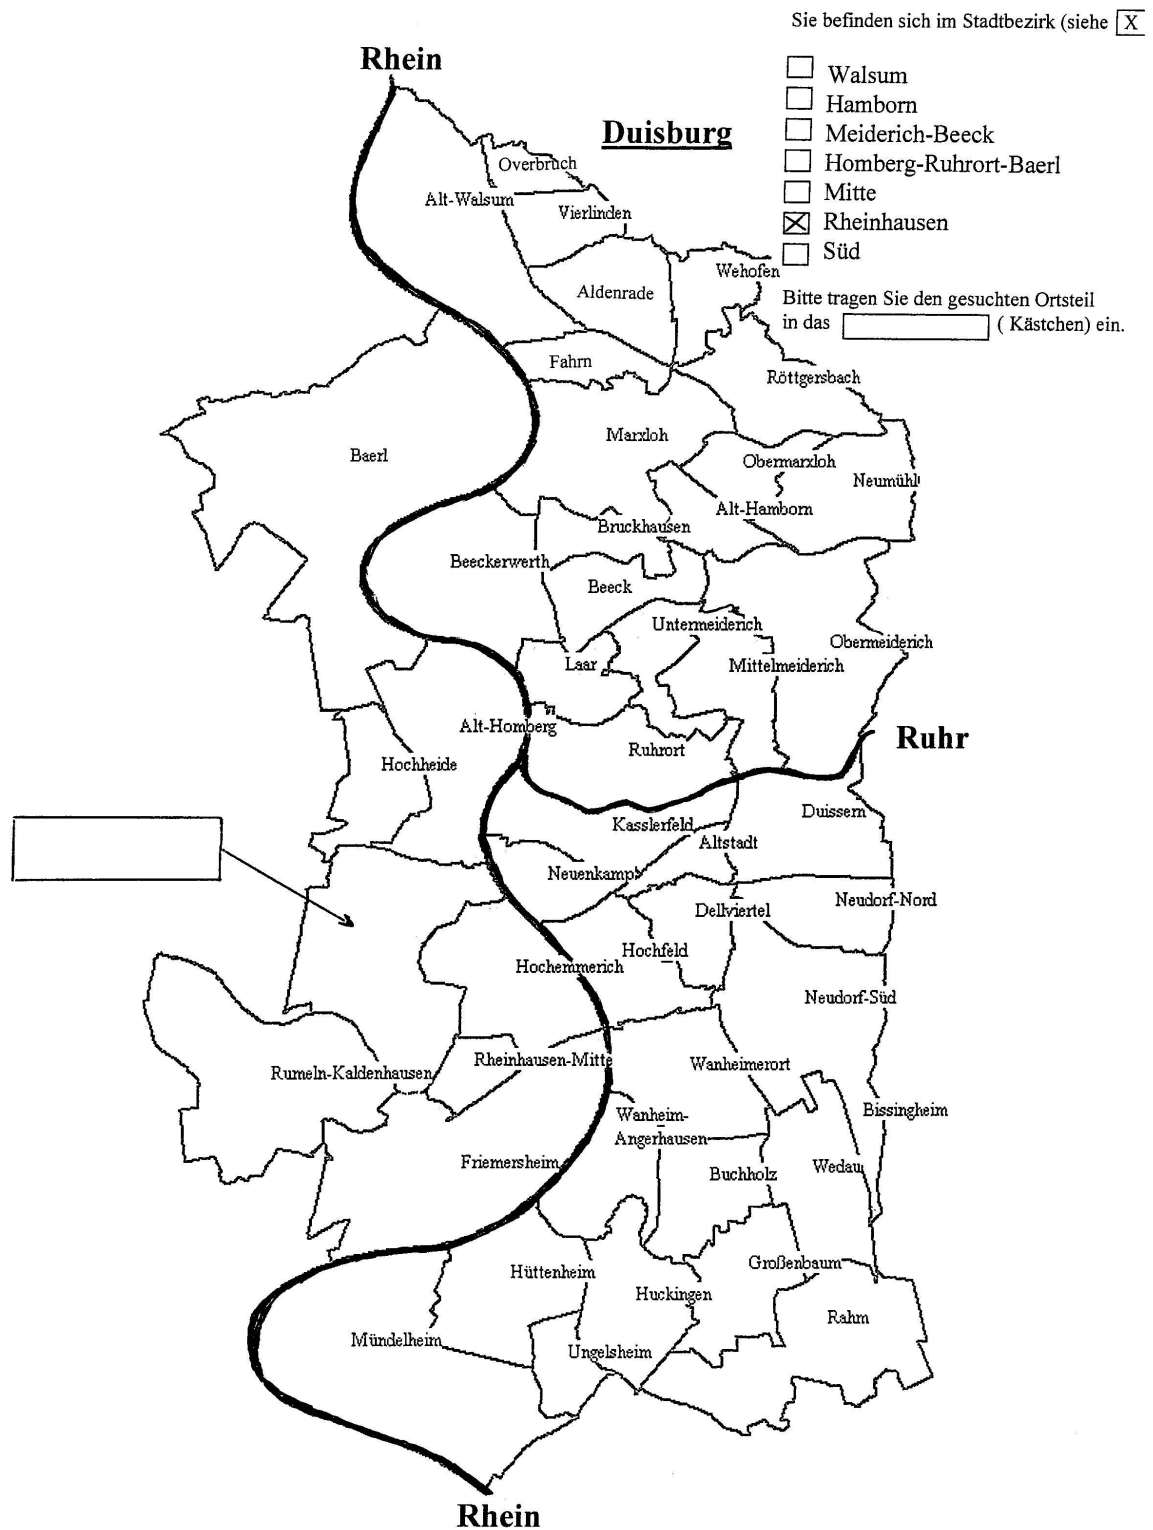 Sie befinden sich im Stadtbezirk (siehe X
Rhein
Walsum
Hamborn
Duisburg
Meiderich-Beeck
Homberg-Ruhrort-Baerl
Mitte
Rheinhausen
Süd
Overbruch
Alt-Walsum
Vierlinden
Wehofen
Aldenrade
Bitte tragen Sie den gesuchten Ortsteil
in das ( Kästchen) ein.
Fahrn
Röttgersbach
Marxloh
Baerl
Obermarxloh
Neumühl
Alt-Hamborn
Bruckhausen
Beeckerwerth
Beeck
Untermeiderich
Obermeiderich
Laar
Mittelmeiderich
Alt-Homberg
Ruhrort
Ruhr
Hochheide
Duissern
Kasslerfeld
Altstadt
Neuenkamp
Neudorf-Nord
Dellviertel
Hochfeld
Hochemmerich
Neudorf-Süd
Rheinhausen-Mitte
Wanheimerort
Rumeln-Kaldenhausen
Bissingheim
Wanheim-
Angerhausen
Friemersheim
Buchholz
Wedau
Großenbaum
Hüttenheim
Huckingen
Rahm
Mündelheim
Ungelsheim
Rhein